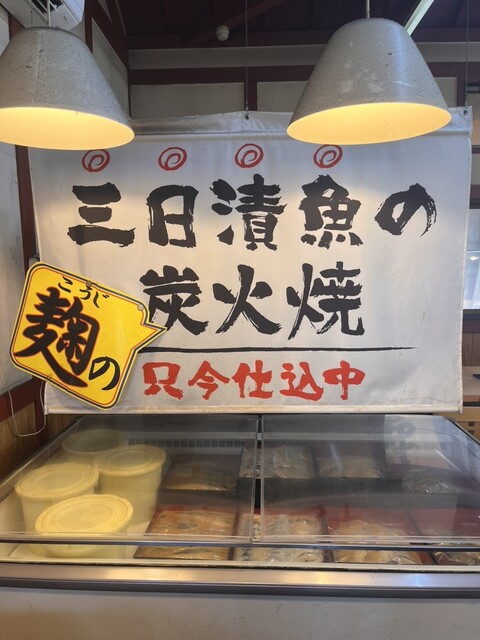 三日漬魚の
こうじ
麹の
炭火焼
只今仕込中